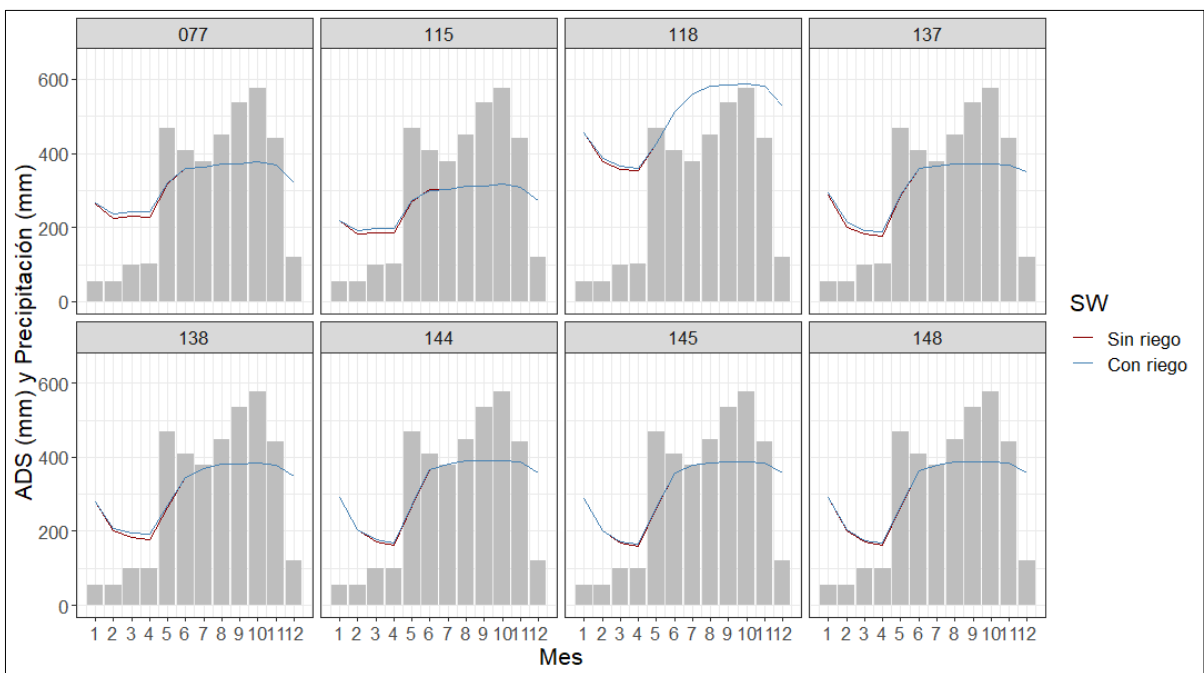 077 115 118 137
600
400
200
0
138 144 145 148
600
400
200
0
ADS (mm) y Precipitación (mm)
1 2 3 4 5 6 7 8 9 10 11 12 1 2 3 4 5 6 7 8 9 10 11 12 1 2 3 4 5 6 7 8 9 10 11 12 1 2 3 4 5 6 7 8 9 10 11 12
Mes
SW
Sin riego
Con riego